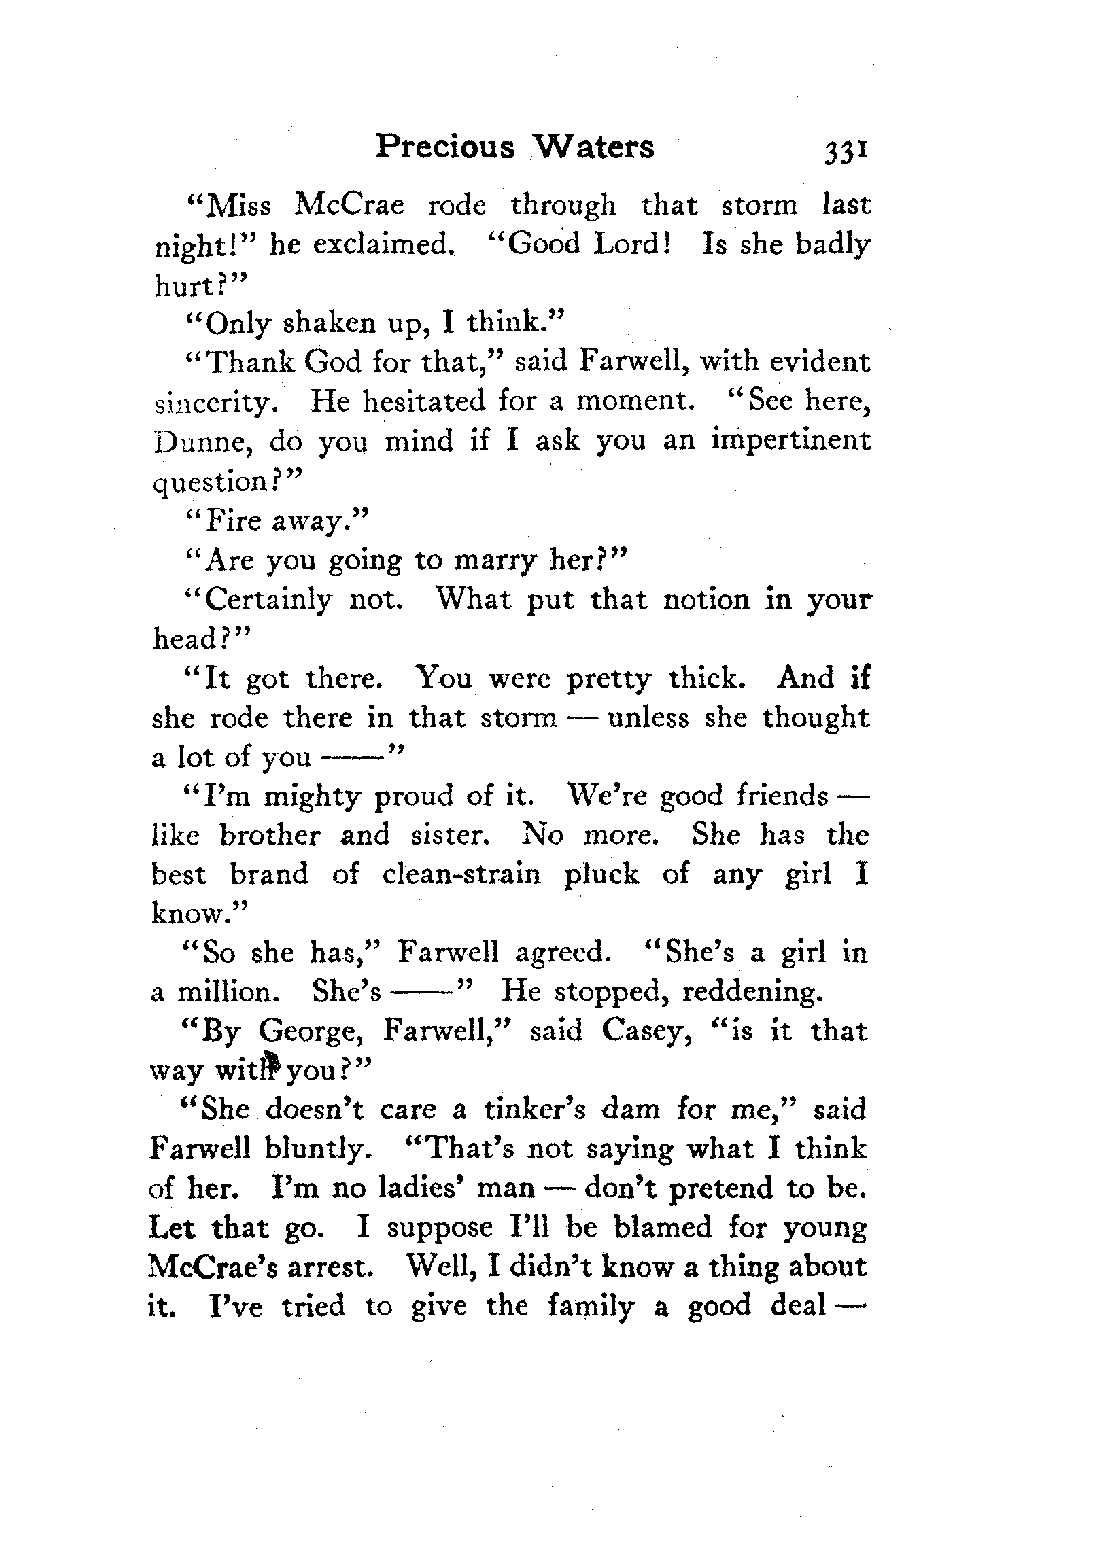 Precious Waters 331
“Miss McCrae rode through that storm last
night!” he exclaimed. “Good Lord! Is she badly
hurt?”
“Only shaken up, I think.”
“Thank God for that,” said Farwell, with evident
sincerity. He hesitated for a moment. “See here,
Dunne, do you mind if I ask you an impertinent
question?”
“Fire away.”
“Are you going to marry her?”
“Certainly not. What put that notion in your
head?”
“It got there. You were pretty thick. And if
she rode there in that storm — unless she thought
a lot of you ——”
“I’m mighty proud of it. We’re good friends —
like brother and sister. No more. She has the
best brand of clean-strain pluck of any girl I
know.”
“So she has,” Farwell agreed. “She’s a girl in
a million. She’s ——” He stopped, reddening.
“By George, Farwell,” said Casey, “is it that
way with you?”
“She doesn’t care a tinker’s dam for me,” said
Farwell bluntly. “That’s not saying what I think
of her. I’m no ladies’ man — don’t pretend to be.
Let that go. I suppose I’ll be blamed for young
McCrae’s arrest. Well, I didn’t know a thing about
it. I’ve tried to give the family a good deal —